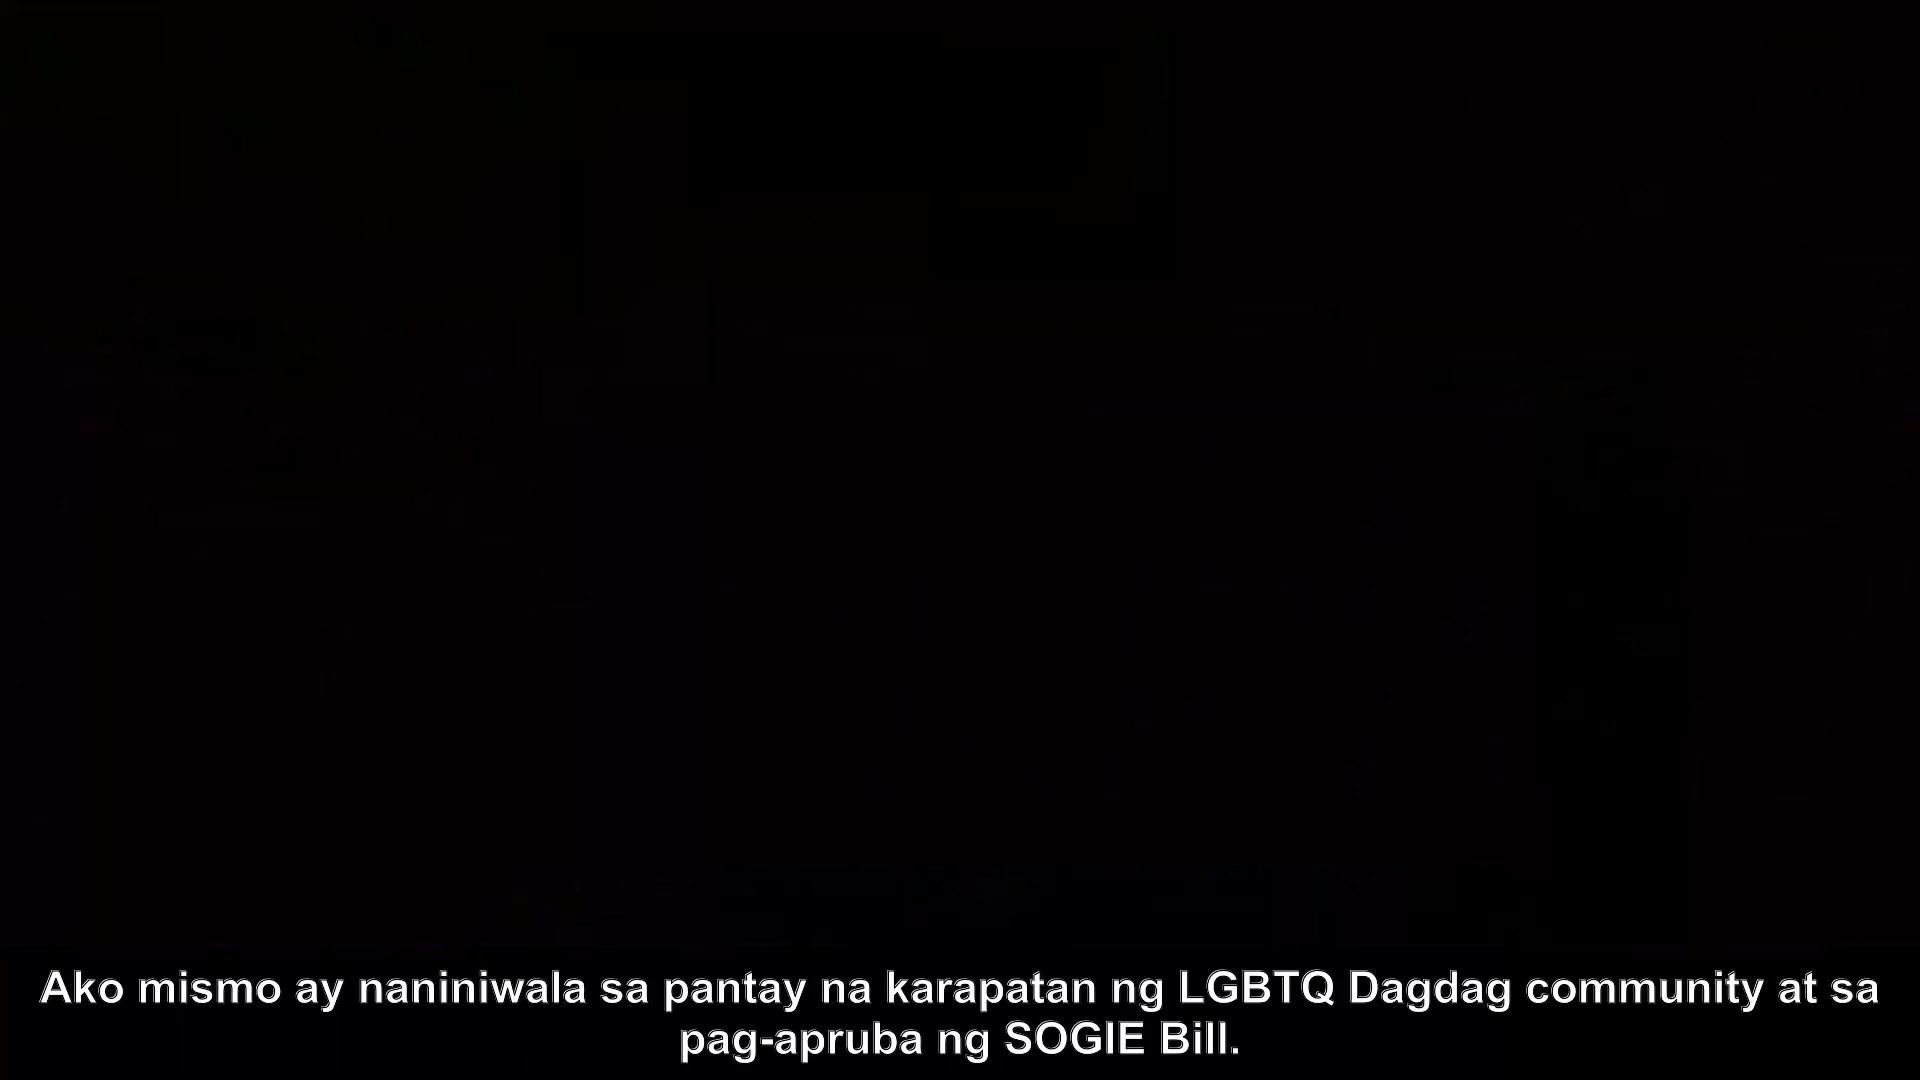 Ako mismo ay naniniwala sa pantay na karapatan ng LGBTQ Dagdag community at sa
pag-apruba ng SOGIE Bill.